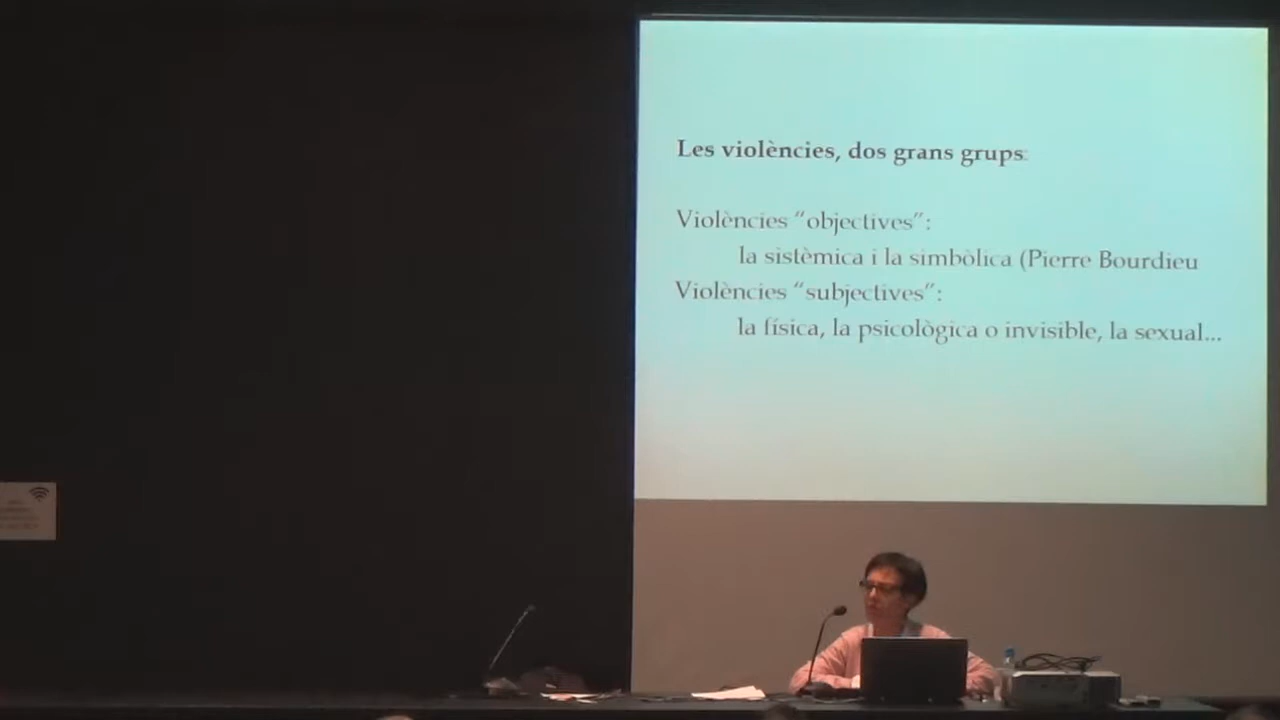 Les violències, dos grans grups:
Violències “objectives”:
la sistèmica i la simbòlica (Pierre Bourdieu
Violències “subjectives”:
la física, la psicològica o invisible, la sexual...